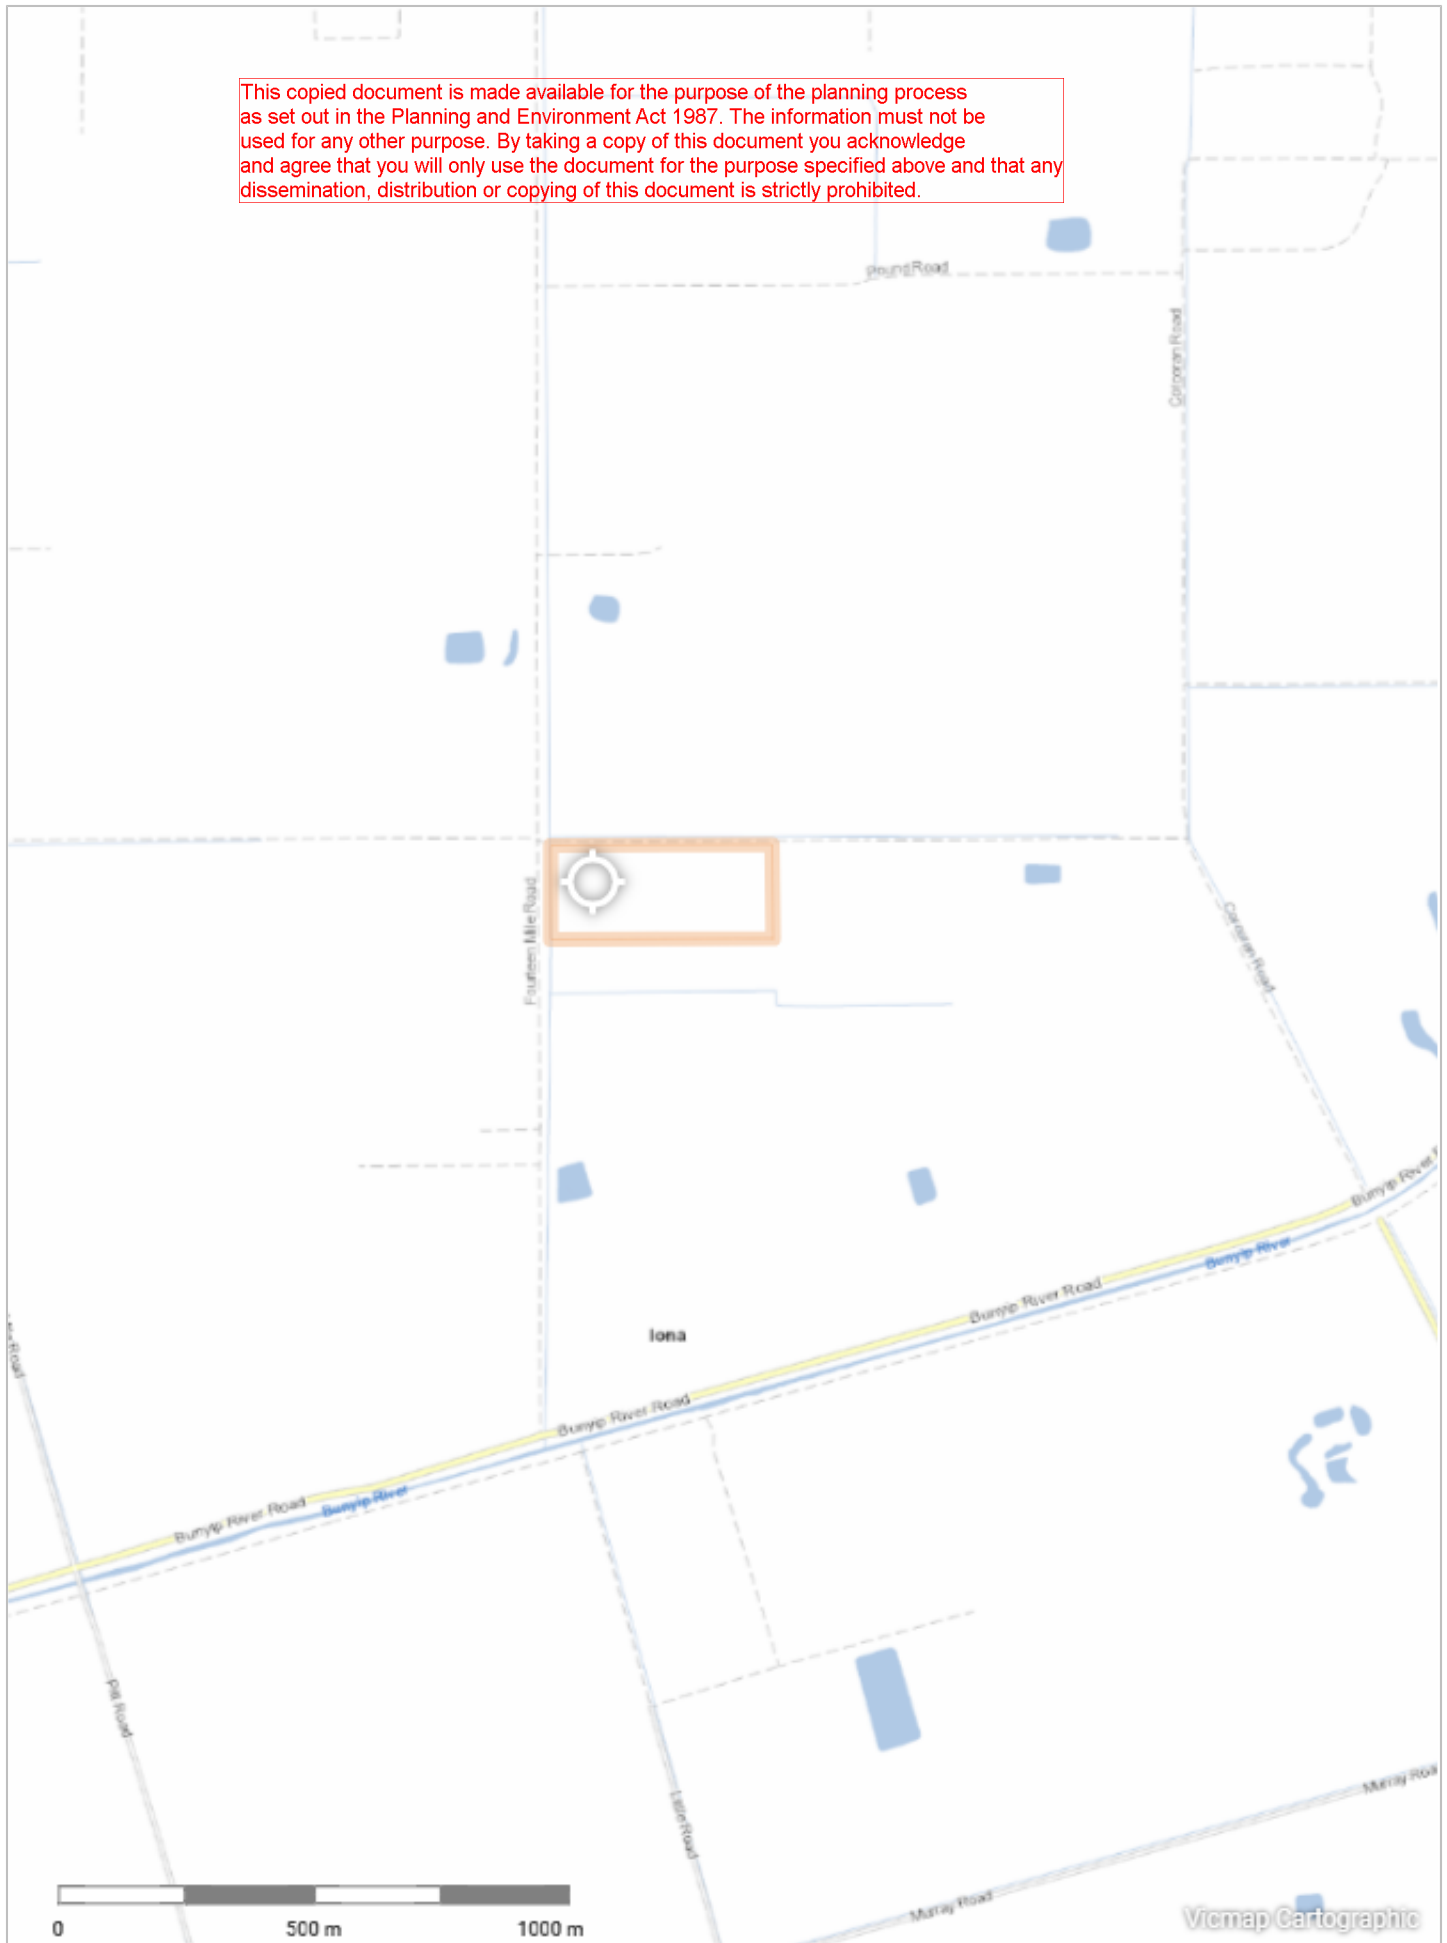 This copied document is made available for the purpose of the planning process
as set out in the Planning and Environment Act 1987. The information must not be
used for any other purpose. By taking a copy of this document you acknowledge
and agree that you will only use the document for the purpose specified above and that any
dissemination, distribution or copying of this document is strictly prohibited.
Pound Road
Corcoran Road
Fourteen Mile Road
Corcoran Road
Bunyip River
Bunyip River
Bunyip River Road
Iona
Road
Bunyip River Road
Bunyip River Road
Bunyip River
Pitt Road
Little Road
Murray Roa
Murray Road
0 500 m 1000 m
Vicmap Cartographic